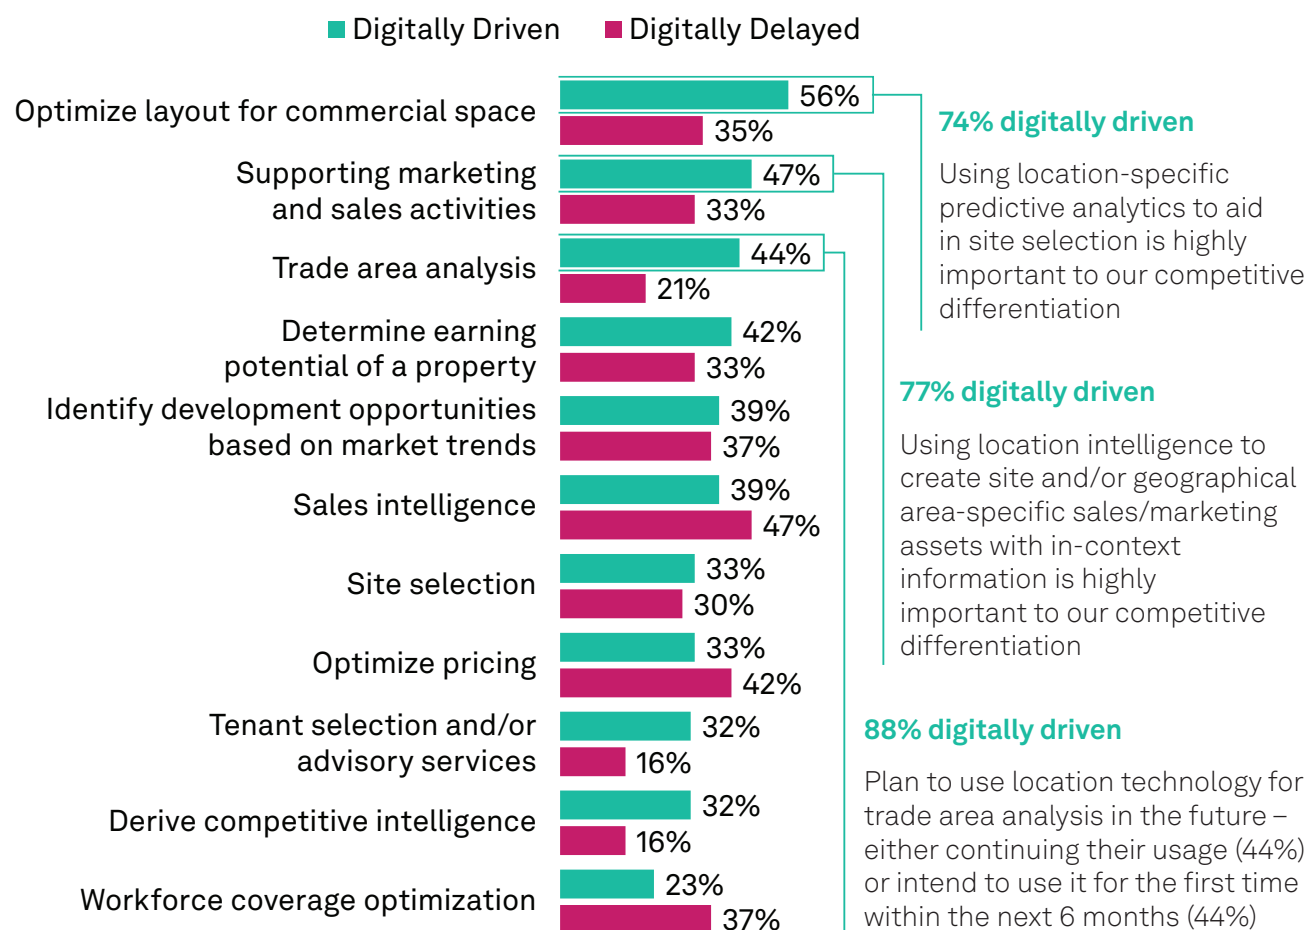 Digitally Driven
Digitally Delayed
Optimize layout for commercial space
56%
35%
Supporting marketing
and sales activities
47%
33%
Trade area analysis
44%
21%
Determine earning
potential of a property
42%
33%
Identify development opportunities
based on market trends
39%
37%
Sales intelligence
39%
47%
Site selection
33%
30%
Optimize pricing
33%
42%
Tenant selection and/or
advisory services
32%
16%
Derive competitive intelligence
32%
16%
Workforce coverage optimization
23%
37%
74% digitally driven
Using location-specific
predictive analytics to aid
in site selection is highly
important to our competitive
differentiation
77% digitally driven
Using location intelligence to
create site and/or geographical
area-specific sales/marketing
assets with in-context
information is highly
important to our competitive
differentiation
88% digitally driven
Plan to use location technology for
trade area analysis in the future –
either continuing their usage (44%)
or intend to use it for the first time
within the next 6 months (44%)